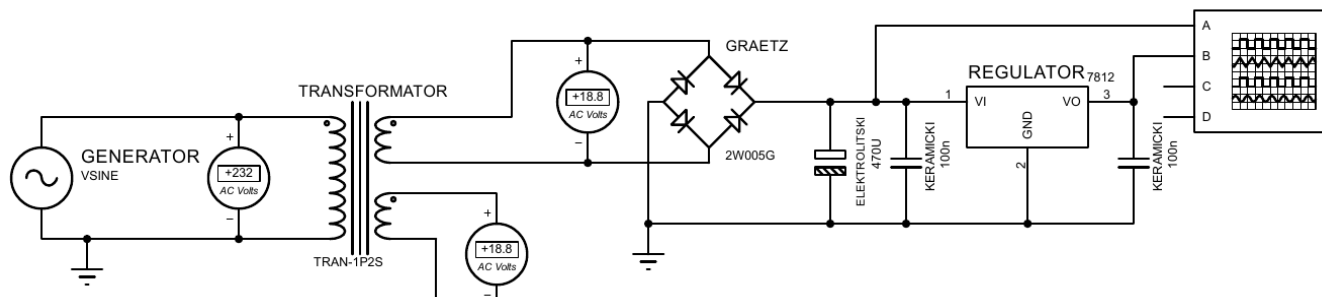 GENERATOR
VSINE
+
+232
AC Volts
−
TRANSFORMATOR
TRAN-1P2S
+
+18.8
AC Volts
−
+
+18.8
AC Volts
−
GRAETZ
2W005G
ELEKTROLITSKI
470U
KERAMICKI
100n
REGULATOR 7812
1
VI
VO
3
GND
2
KERAMICKI
100n
A
B
C
D